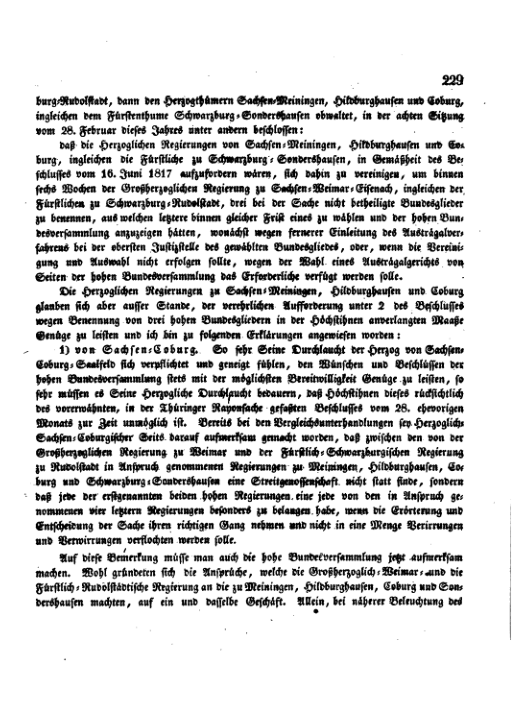 229
burg-Rudolstadt, dann den Herzogthümern Sachsen-Meiningen, Hildburghausen und Coburg,
ingleichen dem Fürstenthume Schwarzburg-Sondershausen obwaltet, in der achten Sitzung
vom 28. Februar dieses Jahres unter andern beschlossen:
daß die Herzoglichen Regierungen von Sachsen-Meiningen, Hildburghausen und Co-
burg, ingleichen die Fürstliche zu Schwarzburg-Sondershausen, in Gemäßheit des Be-
schlusses vom 16. Juni 1817 aufzufordern wären, sich dahin zu vereinigen, um binnen
sechs Wochen der Großherzoglichen Regierung zu Sachsen-Weimar-Eisenach, ingleichen der
Fürstlichen zu Schwarzburg-Rudolstadt, drei bei der Sache nicht betheiligte Bundesglieder
zu benennen, aus welchen letztere binnen gleicher Frist eines zu wählen und der hohen Bun-
desversammlung anzuzeigen hätten, wonächst wegen fernerer Einleitung des Austrägalver-
fahrens bei der obersten Justizstelle des gewählten Bundesgliedes, oder, wenn die Vereini-
gung und Auswahl nicht erfolgen sollte, wegen der Wahl eines Austrägalgerichts von
Seiten der hohen Bundesversammlung das Erforderliche verfügt werden solle.
Die Herzoglichen Regierungen zu Sachsen-Meiningen, Hildburghausen und Coburg
glauben sich aber ausser Stande, der verehrlichen Aufforderung unter 2 des Beschlusses
wegen Benennung von drei hohen Bundesgliedern in der Höchstihnen anverlangten Maaße
Genüge zu leisten und ich bin zu folgenden Erklärungen angewiesen worden:
1) von Sachsen-Coburg. So sehr Seine Durchlaucht der Herzog von Sachsen-
Coburg-Saalfeld sich verpflichtet und geneigt fühlen, den Wünschen und Beschlüssen der
hohen Bundesversammlung stets mit der möglichsten Bereitwilligkeit Genüge zu leisten, so
sehr müssen es Seine Herzogliche Durchlaucht bedauern, daß Höchstihnen dieses rücksichtlich
des vorerwähnten, in der Thüringer Rayonsache gefaßten Beschlusses vom 28. ehevorigen
Monats zur Zeit unmöglich ist. Bereits bei den Vergleichsunterhandlungen sey Herzoglich-
Sachsen-Coburgischer Seits darauf aufmerksam gemacht worden, daß zwischen den von der
Großherzoglichen Regierung zu Weimar und der Fürstlich-Schwarzburgischen Regierung
zu Rudolstadt in Anspruch genommenen Regierungen zu Meiningen, Hildburghausen, Co-
burg und Schwarzburg-Sondershausen eine Streitgenossenschaft nicht statt finde, sondern
daß jede der erstgenannten beiden hohen Regierungen eine jede von den in Anspruch ge-
nommenen vier letztern Regierungen besonders zu belangen habe, wenn die Erörterung und
Entscheidung der Sache ihren richtigen Gang nehmen und nicht in eine Menge Verirrungen
und Verwirrungen verflochten werden solle.
Auf diese Bemerkung müsse man auch die hohe Bundesversammlung jetzt aufmerksam
machen. Wohl gründeten sich die Ansprüche, welche die Großherzoglich-Weimar- und die
Fürstlich-Rudolstädtische Regierung an die zu Meiningen, Hildburghausen, Coburg und Son-
dershausen machten, auf ein und dasselbe Geschäft. Allein, bei näherer Beleuchtung des